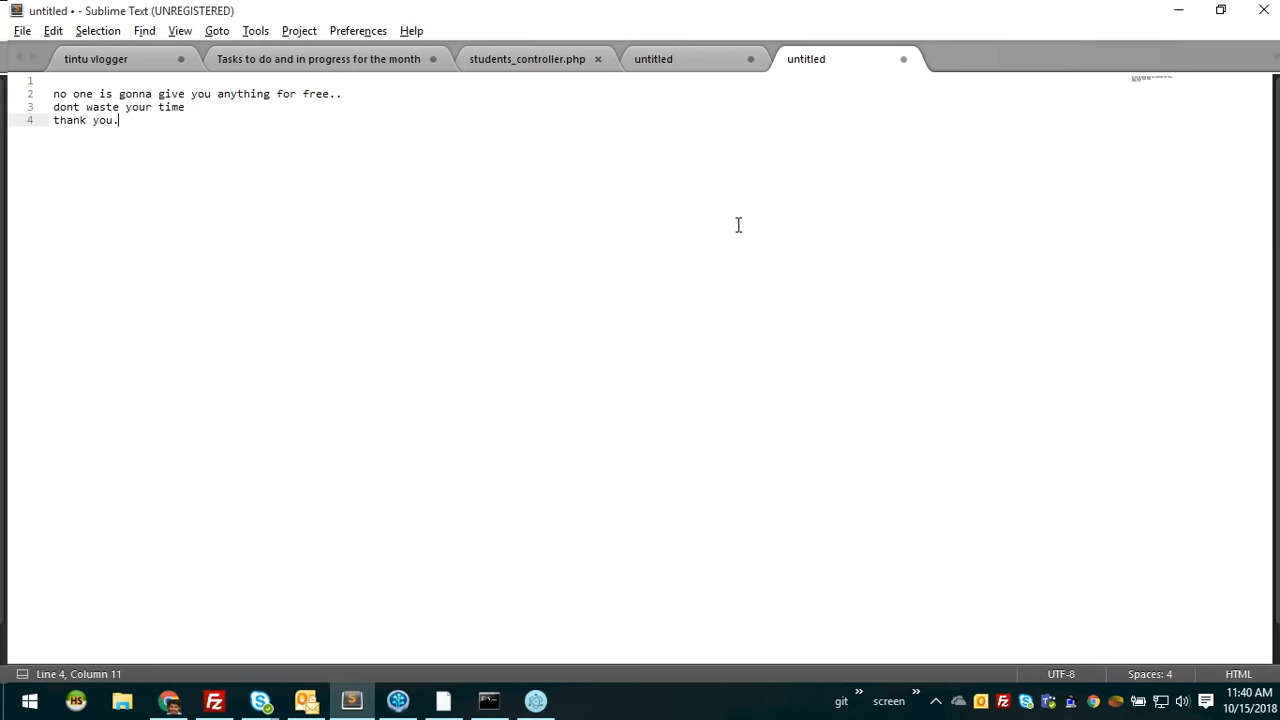 untitled • - Sublime Text (UNREGISTERED)
File Edit Selection Find View Goto Tools Project Preferences Help
tintu vlogger Tasks to do and in progress for the month students_controller.php untitled untitled
1
2 no one is gonna give you anything for free..
3 dont waste your time
4 thank you.
Line 4, Column 11 UTF-8 Spaces: 4 HTML
HS git » screen » 11:40 AM
10/15/2018